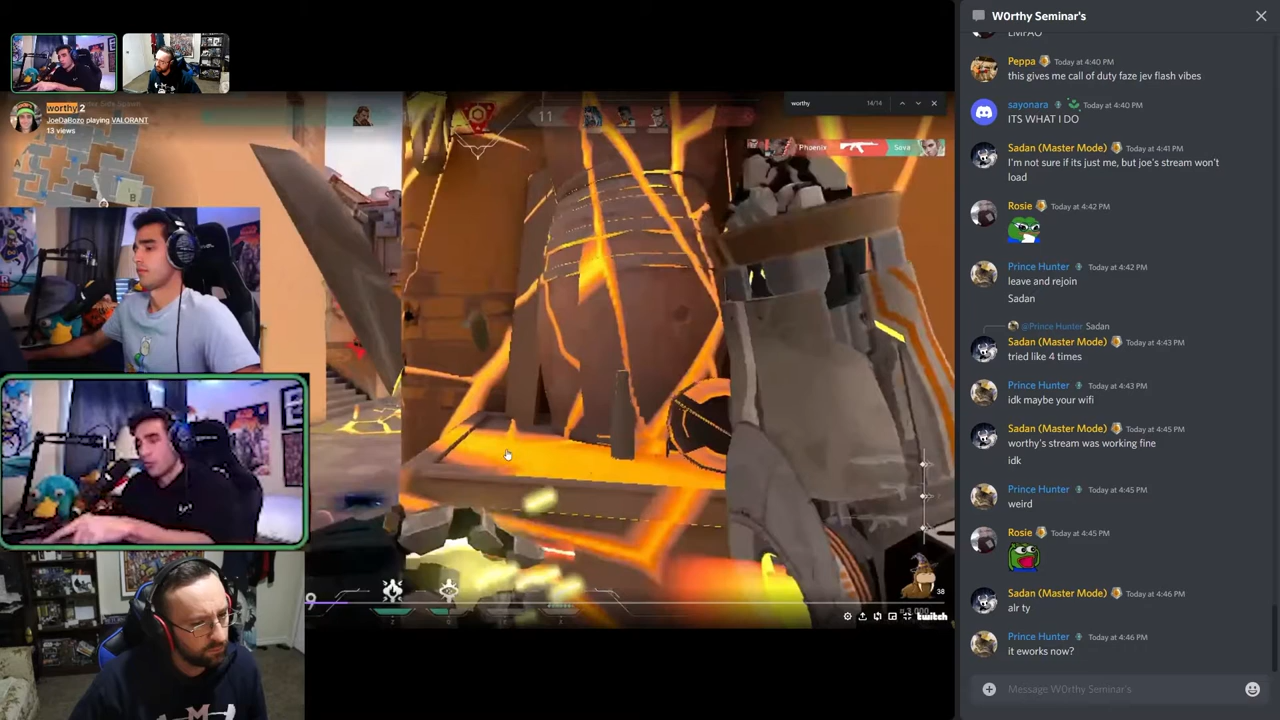 W0rthy Seminar's
LMFAO
Peppa Today at 4:40 PM
this gives me call of duty faze jev flash vibes
sayonara Today at 4:40 PM
ITS WHAT I DO
Sadan (Master Mode) Today at 4:41 PM
I'm not sure if its just me, but joe's stream won't
load
Rosie Today at 4:42 PM
Prince Hunter Today at 4:42 PM
leave and rejoin
Sadan
@Prince Hunter Sadan
Sadan (Master Mode) Today at 4:43 PM
tried like 4 times
Prince Hunter Today at 4:43 PM
idk maybe your wifi
Sadan (Master Mode) Today at 4:45 PM
worthy's stream was working fine
idk
Prince Hunter Today at 4:45 PM
weird
Rosie Today at 4:45 PM
Sadan (Master Mode) Today at 4:46 PM
alr ty
Prince Hunter Today at 4:46 PM
it eworks now?
Message W0rthy Seminar's
worthy 2
JoeDaBozo playing VALORANT
13 views
A
B
11
worthy 14/14
Phoenix Sova
9
38
twitch